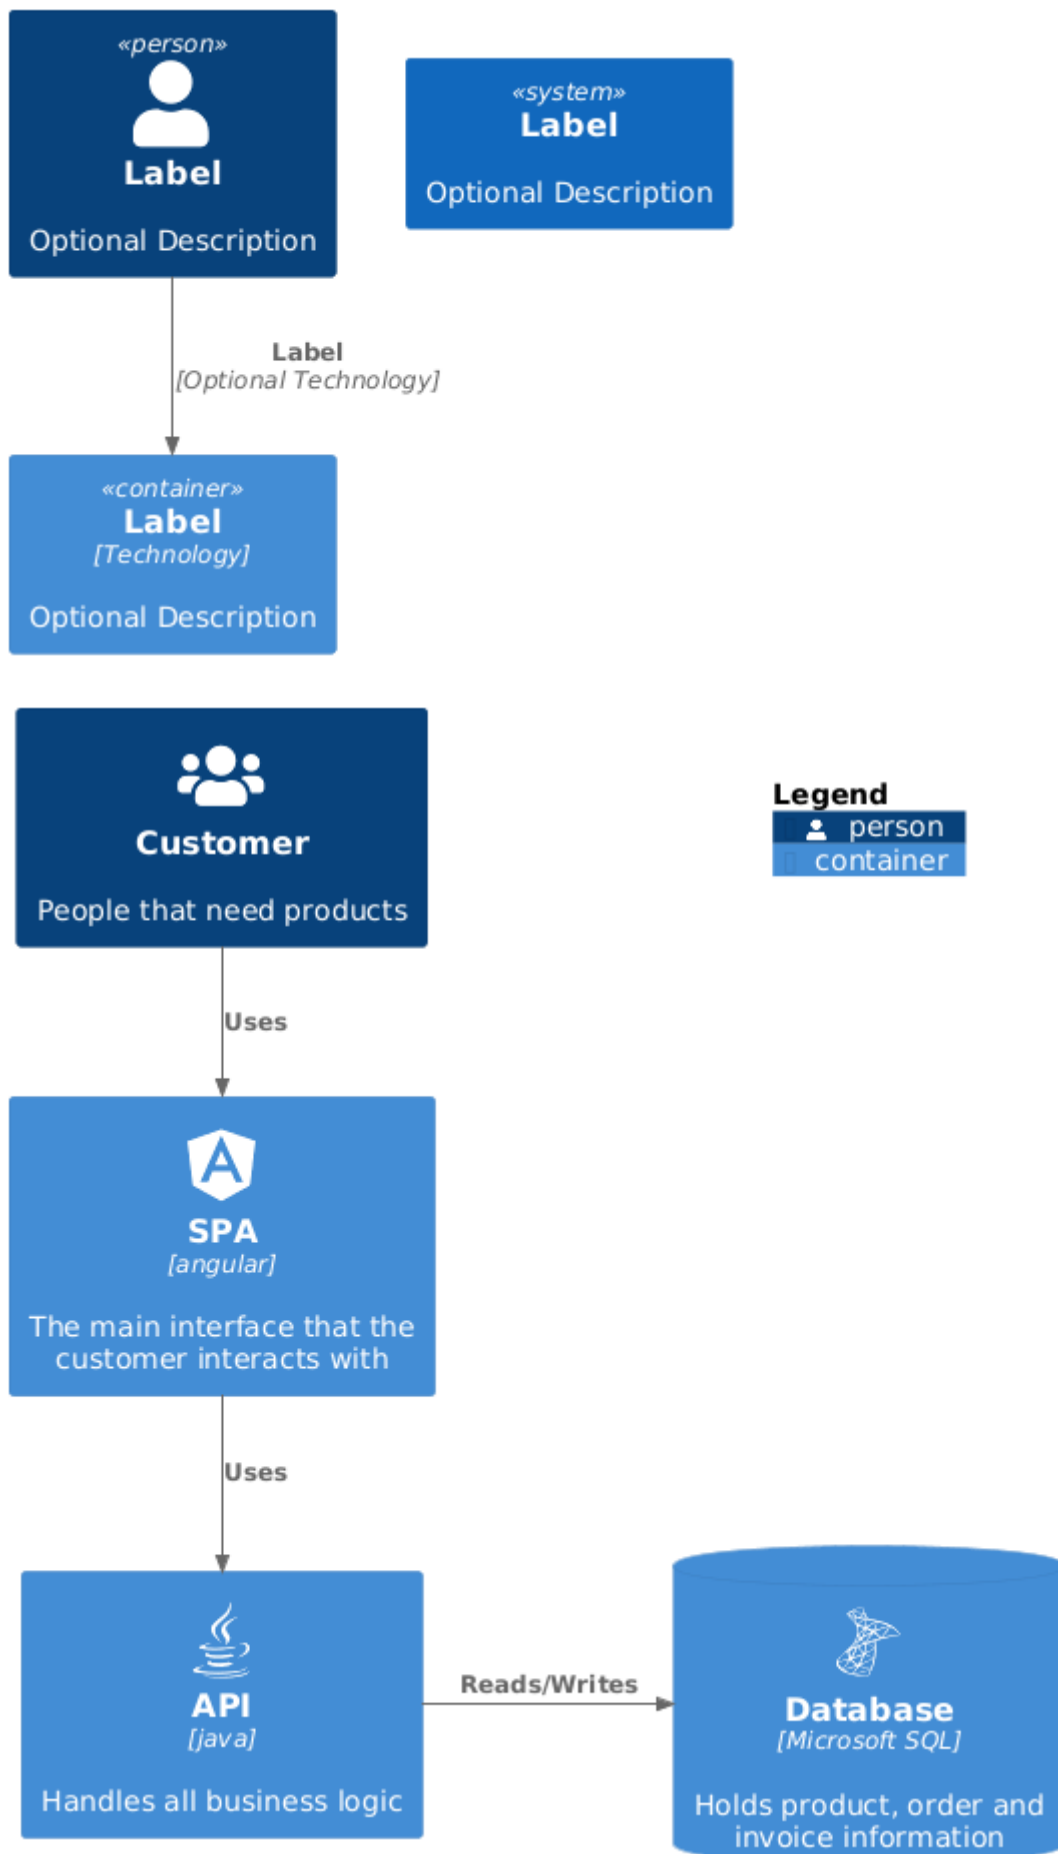 «person»
Label
Optional Description
«system»
Label
Optional Description
Label
[Optional Technology]
«container»
Label
[Technology]
Optional Description
Customer
People that need products
Legend
person
container
Uses
SPA
[angular]
The main interface that the
customer interacts with
Uses
API
[java]
Handles all business logic
Reads/Writes
Database
[Microsoft SQL]
Holds product, order and
invoice information